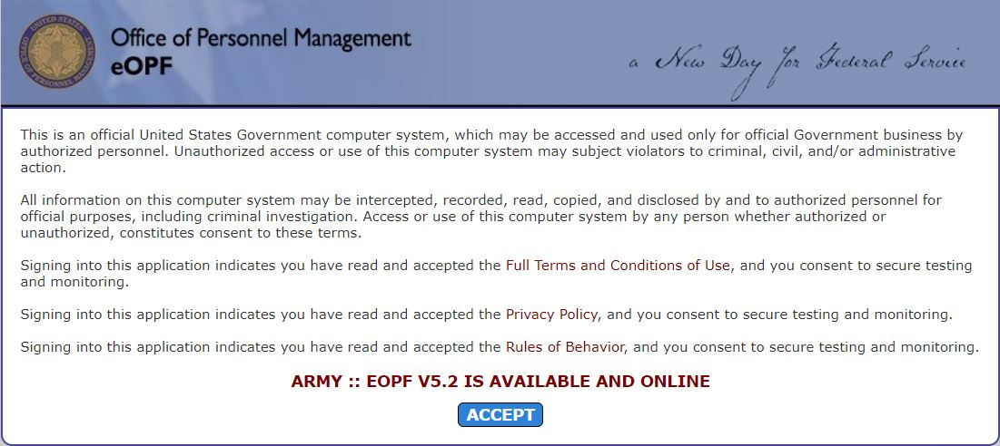 UNITED STATES
OFFICE OF PERSONNEL MANAGEMENT
Office of Personnel Management
eOPF
a New Day for Federal Service
This is an official United States Government computer system, which may be accessed and used only for official Government business by
authorized personnel. Unauthorized access or use of this computer system may subject violators to criminal, civil, and/or administrative
action.
All information on this computer system may be intercepted, recorded, read, copied, and disclosed by and to authorized personnel for
official purposes, including criminal investigation. Access or use of this computer system by any person whether authorized or
unauthorized, constitutes consent to these terms.
Signing into this application indicates you have read and accepted the Full Terms and Conditions of Use, and you consent to secure testing
and monitoring.
Signing into this application indicates you have read and accepted the Privacy Policy, and you consent to secure testing and monitoring.
Signing into this application indicates you have read and accepted the Rules of Behavior, and you consent to secure testing and monitoring.
ARMY :: EOPF V5.2 IS AVAILABLE AND ONLINE
ACCEPT